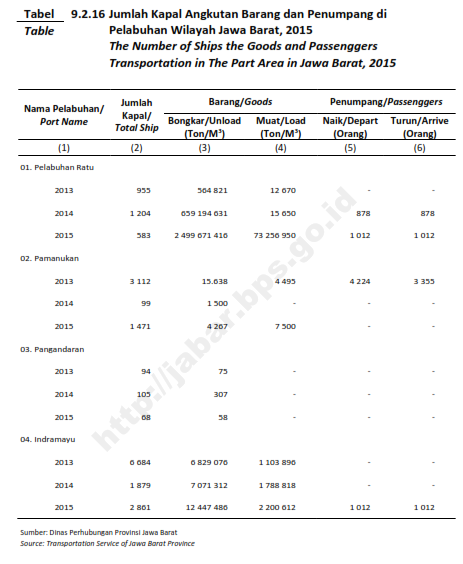 Tabel 9.2.16 Jumlah Kapal Angkutan Barang dan Penumpang di
Table Pelabuhan Wilayah Jawa Barat, 2015
The Number of Ships the Goods and Passenggers
Transportation in The Part Area in Jawa Barat, 2015
Nama Pelabuhan/ Port Name Jumlah Kapal/ Total Ship Barang/Goods Penumpang/Passenggers
Bongkar/Unload (Ton/M³) Muat/Load (Ton/M³) Naik/Depart (Orang) Turun/Arrive (Orang)
(1) (2) (3) (4) (5) (6)
01. Pelabuhan Ratu
2013 955 564 821 12 670 - -
2014 1 204 659 194 631 15 650 878 878
2015 583 2 499 671 416 73 256 950 1 012 1 012
02. Pamanukan
2013 3 112 15.638 4 495 4 224 3 355
2014 99 1 500 - - -
2015 1 471 4 267 7 500 - -
03. Pangandaran
2013 94 75 - - -
2014 105 307 - - -
2015 68 58 - - -
04. Indramayu
2013 6 684 6 829 076 1 103 896 - -
2014 1 879 7 071 312 1 788 818 - -
2015 2 861 12 447 486 2 200 612 1 012 1 012
Sumber: Dinas Perhubungan Provinsi Jawa Barat
Source: Transportation Service of Jawa Barat Province
http://jabar.bps.go.id